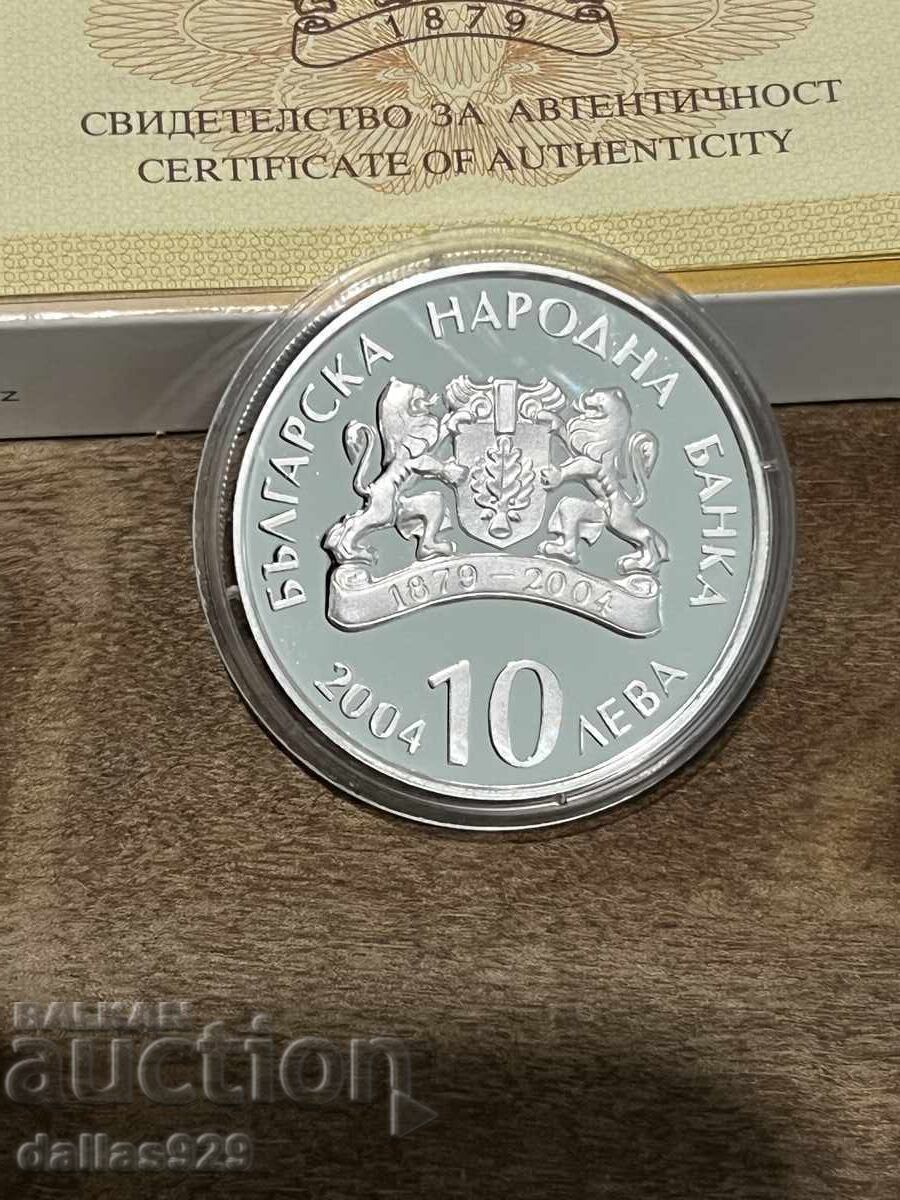 1879
СВИДЕТЕЛСТВО ЗА АВТЕНТИЧНОСТ
CERTIFICATE OF AUTHENTICITY
N
БЪЛГАРСКА НАРОДНА БАНКА
1879-2004
2004 10 ЛЕВА
BALKAN
auction
dallas929